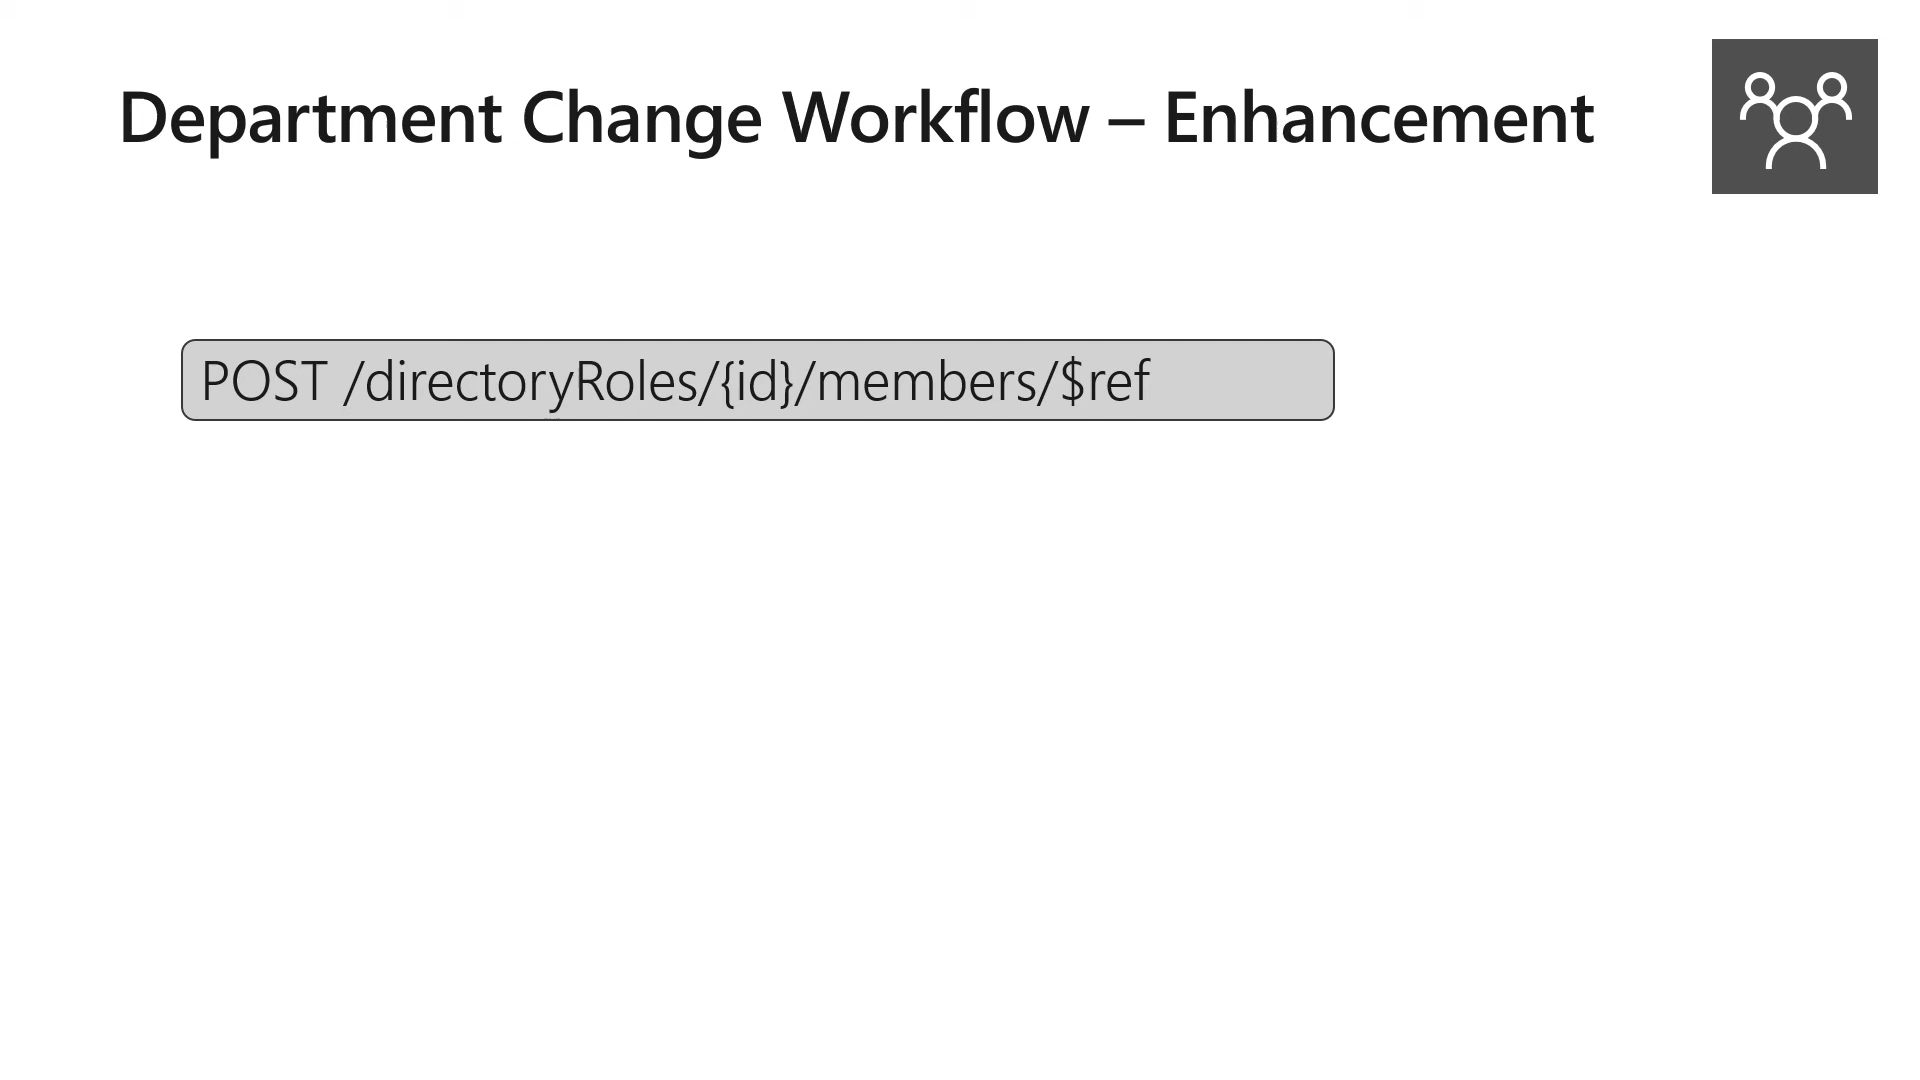 Department Change Workflow – Enhancement
POST /directoryRoles/{id}/members/$ref